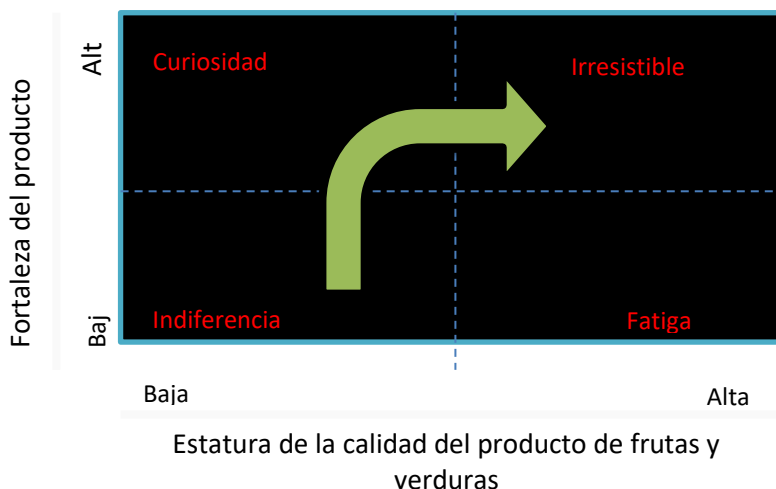 Fortaleza del producto
Alt
Baj
Curiosidad
Irresistible
Indiferencia
Fatiga
Baja
Alta
Estatura de la calidad del producto de frutas y
verduras